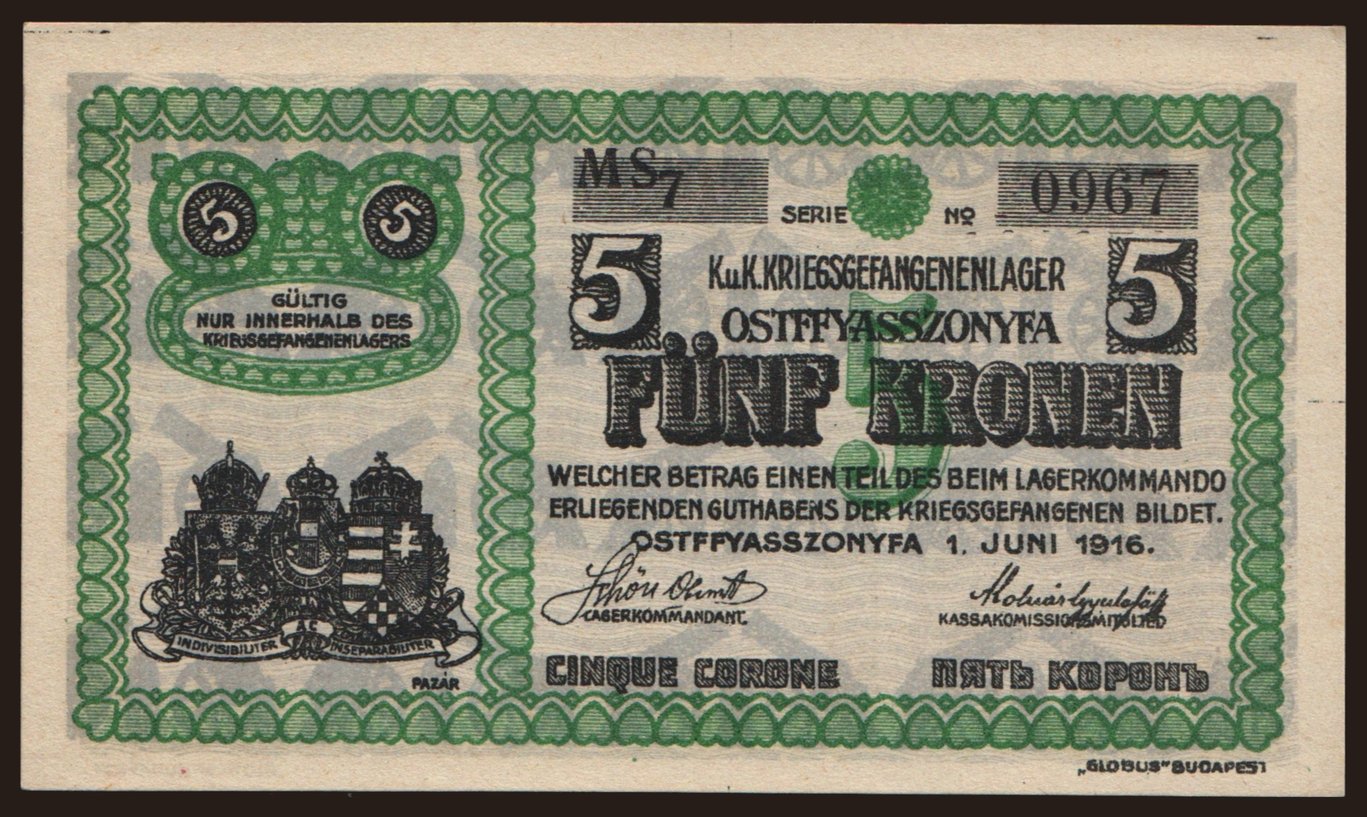 MS7 SERIE No 0967
5 5
GÜLTIG
NUR INNERHALB DES
KRIEGSGEFANGENENLAGERS
5 5
K.u.K.KRIEGSGEFANGENENLAGER
OSTFFYASSZONYFA
5
FÜNF KRONEN
WELCHER BETRAG EINEN TEIL DES BEIM LAGERKOMMANDO
ERLIEGENDEN GUTHABENS DER KRIEGSGEFANGENEN BILDET.
OSTFFYASSZONYFA 1. JUNI 1916.
LAGERKOMMANDANT. KASSAKOMISSIONSMITGLIED
INDIVISIBILITER AC INSEPARABILITER
PAZÁR
CINQUE CORONE ПЯТЬ КОРОНЪ
„GLOBUS" BUDAPEST